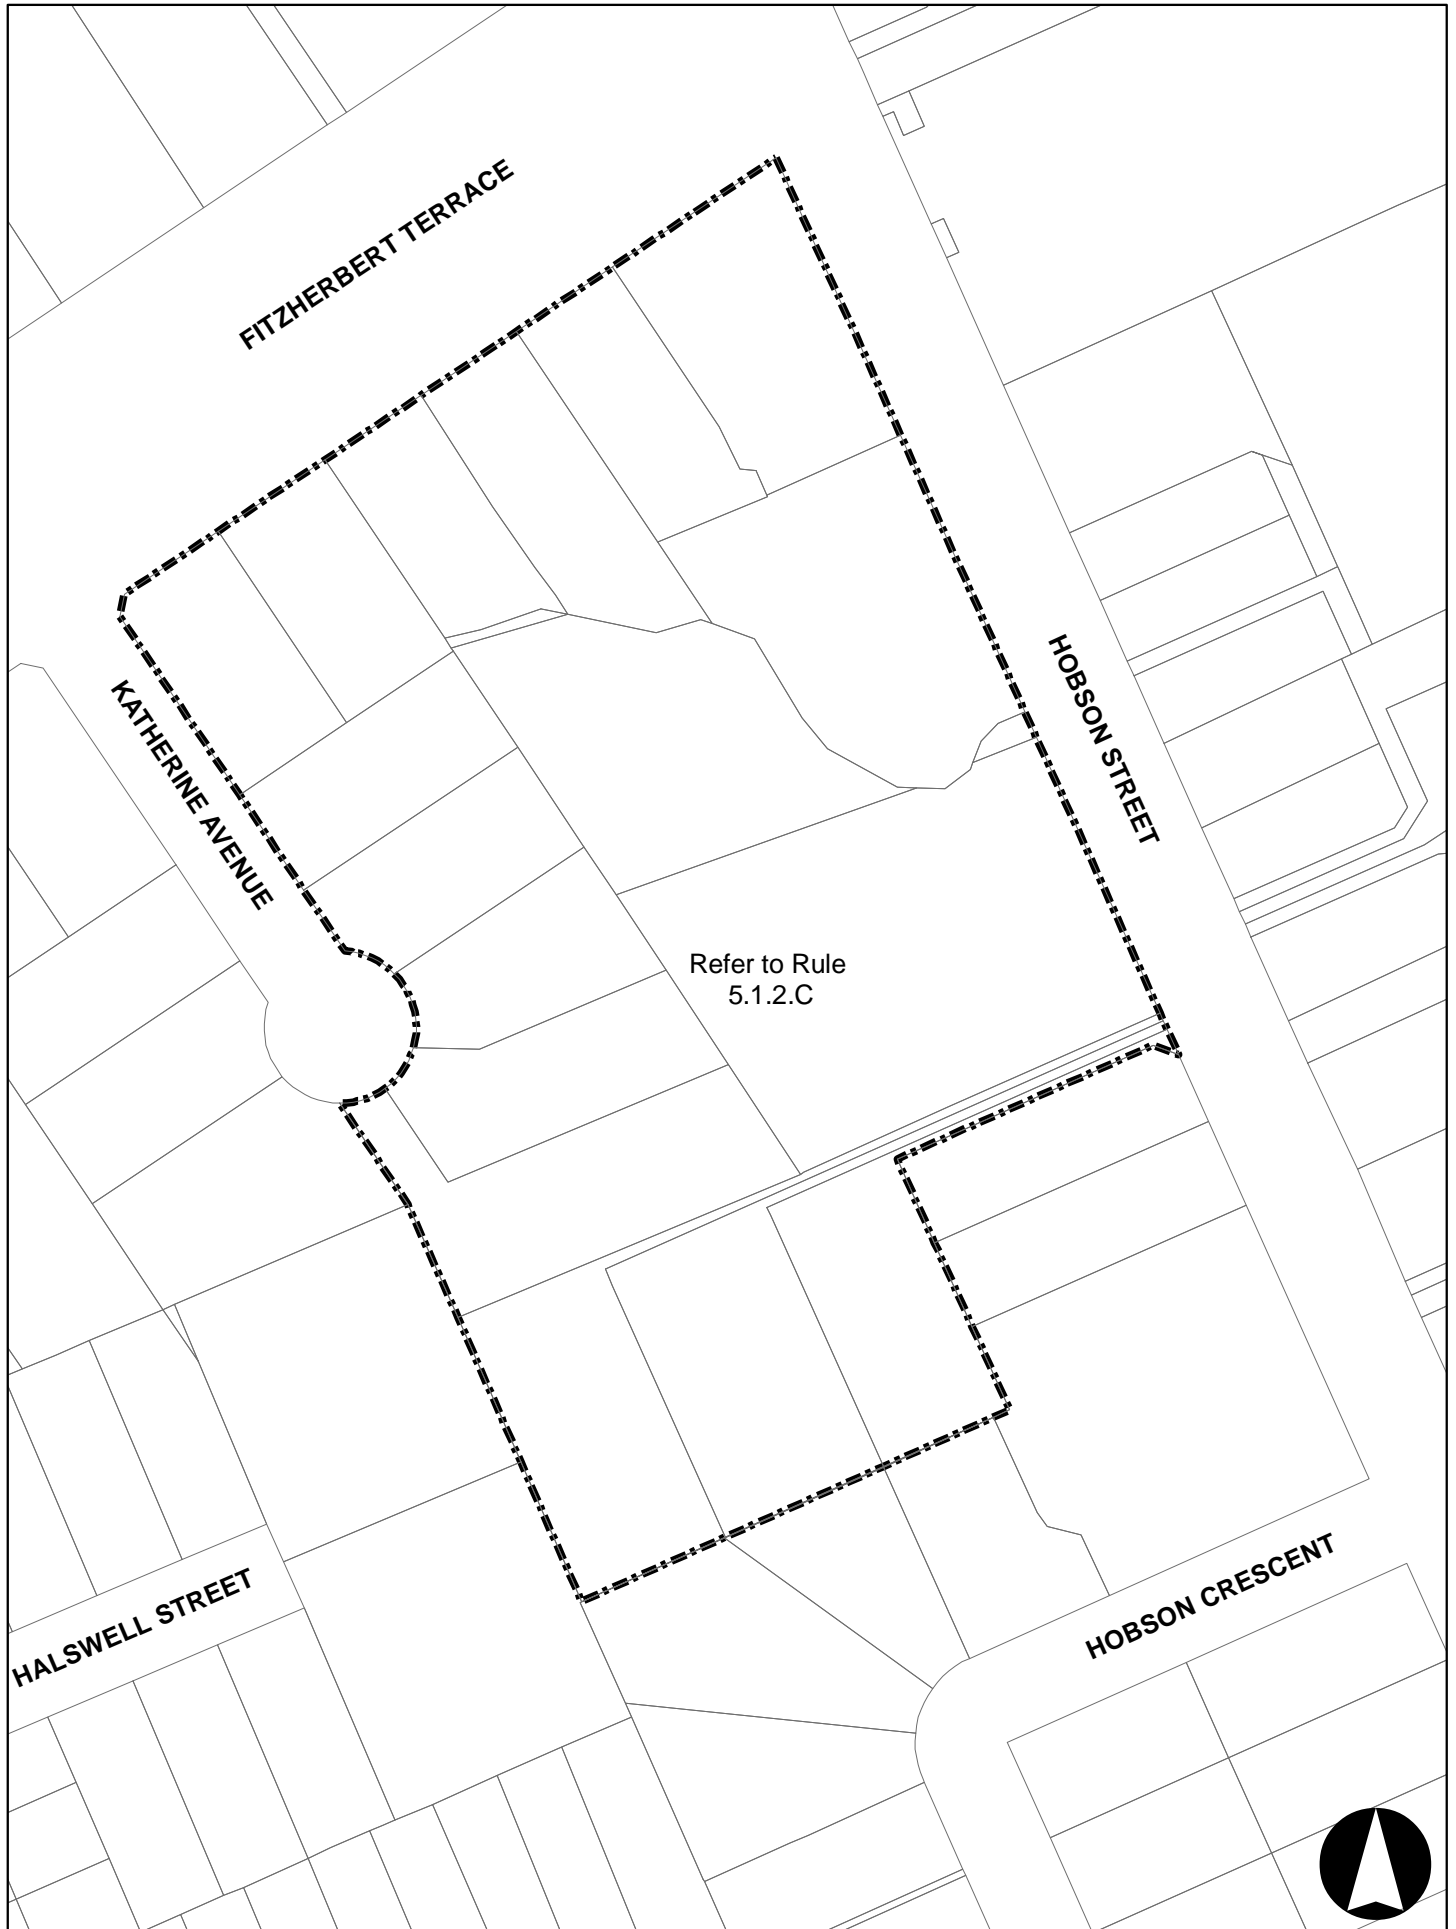 FITZHERBERT TERRACE
HOBSON STREET
KATHERINE AVENUE
Refer to Rule
5.1.2.C
HALSWELL STREET
HOBSON CRESCENT